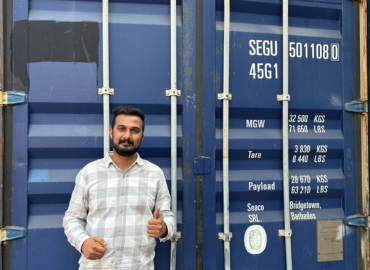 SEGU 501108 0
45G1
MGW 32 500 KGS
71 650 LBS
Tare 3 830 KGS
8 440 LBS
Payload 28 670 KGS
63 210 LBS
Seaco Bridgetown,
SRL. Barbados